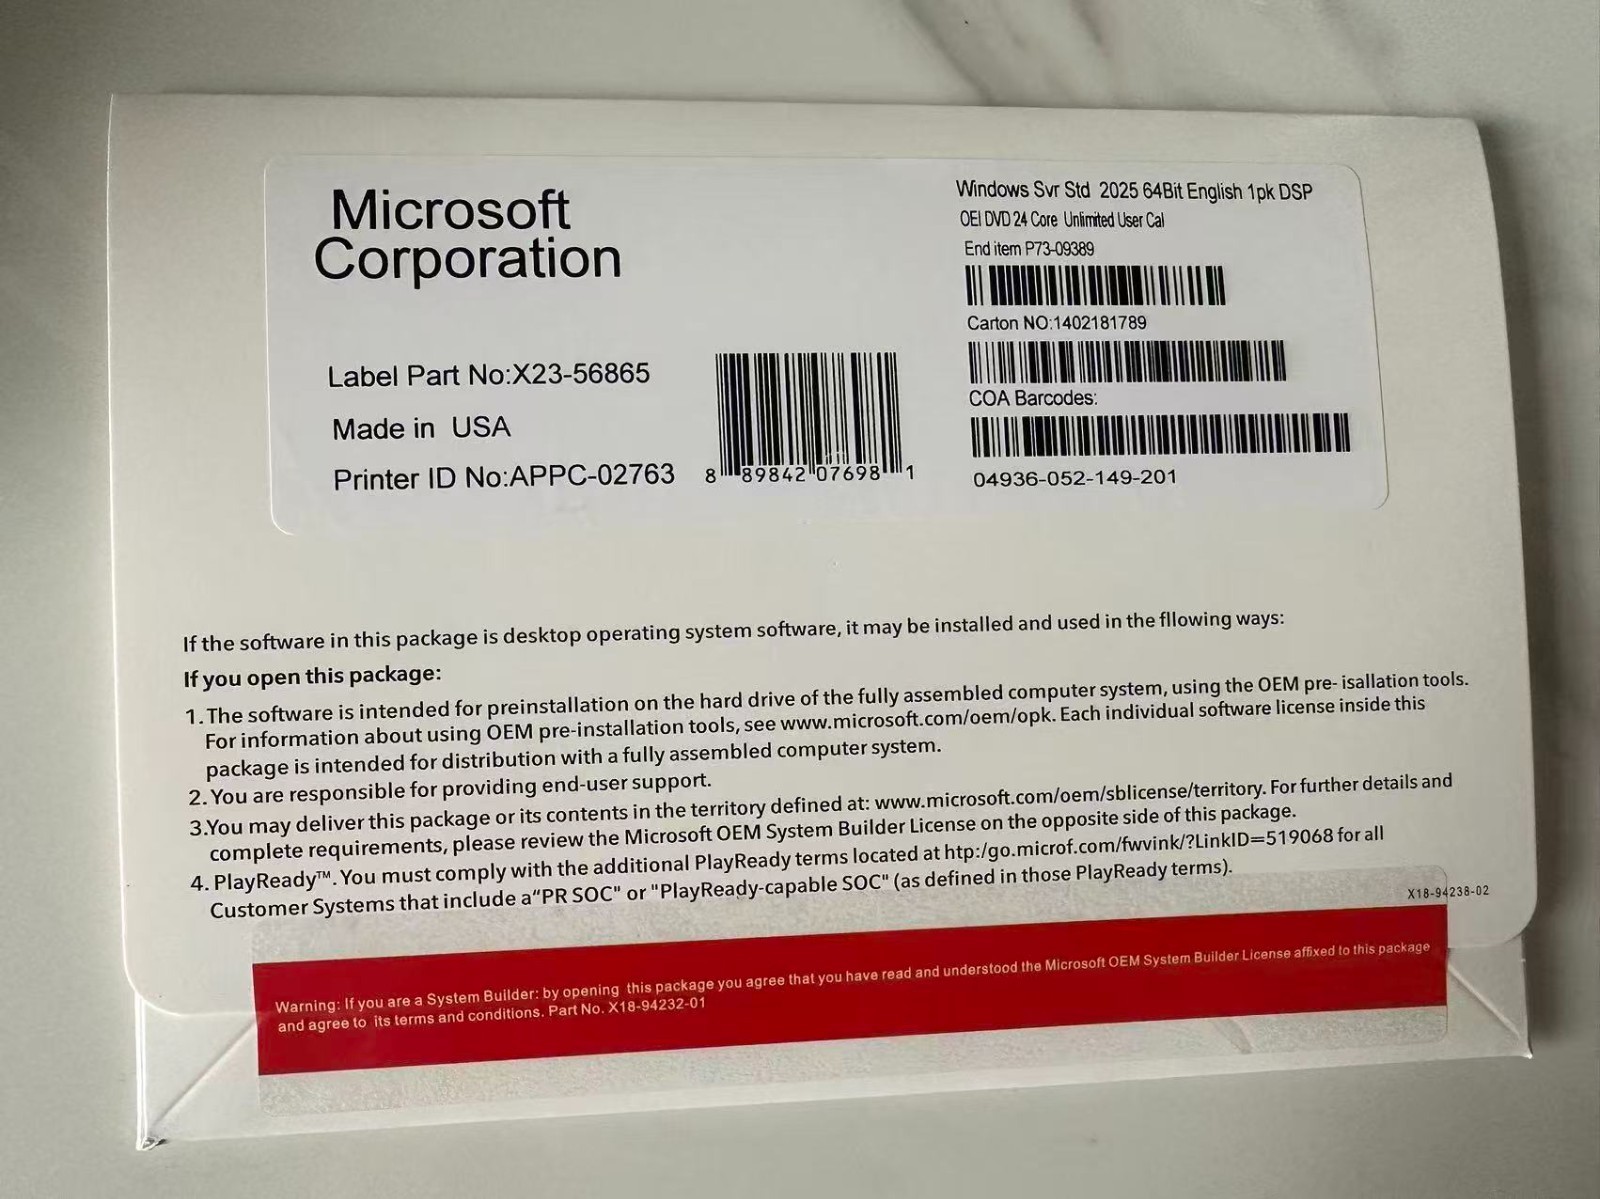 Microsoft
Corporation
Label Part No:X23-56865
Made in USA
Printer ID No:APPC-02763
8 89842 07698 1
Windows Svr Std 2025 64Bit English 1pk DSP
OEI DVD 24 Core Unlimited User Cal
End item P73-09389
Carton NO:1402181789
COA Barcodes:
04936-052-149-201
If the software in this package is desktop operating system software, it may be installed and used in the fllowing ways:
If you open this package:
1. The software is intended for preinstallation on the hard drive of the fully assembled computer system, using the OEM pre- isallation tools.
For information about using OEM pre-installation tools, see www.microsoft.com/oem/opk. Each individual software license inside this
package is intended for distribution with a fully assembled computer system.
2. You are responsible for providing end-user support.
3.You may deliver this package or its contents in the territory defined at: www.microsoft.com/oem/sblicense/territory. For further details and
complete requirements, please review the Microsoft OEM System Builder License on the opposite side of this package.
4. PlayReady™. You must comply with the additional PlayReady terms located at htp:/go.microf.com/fwvink/?LinkID=519068 for all
Customer Systems that include a“PR SOC" or "PlayReady-capable SOC" (as defined in those PlayReady terms).
X18-94238-02
Warning: If you are a System Builder: by opening this package you agree that you have read and understood the Microsoft OEM System Builder License affixed to this package
and agree to its terms and conditions. Part No. X18-94232-01